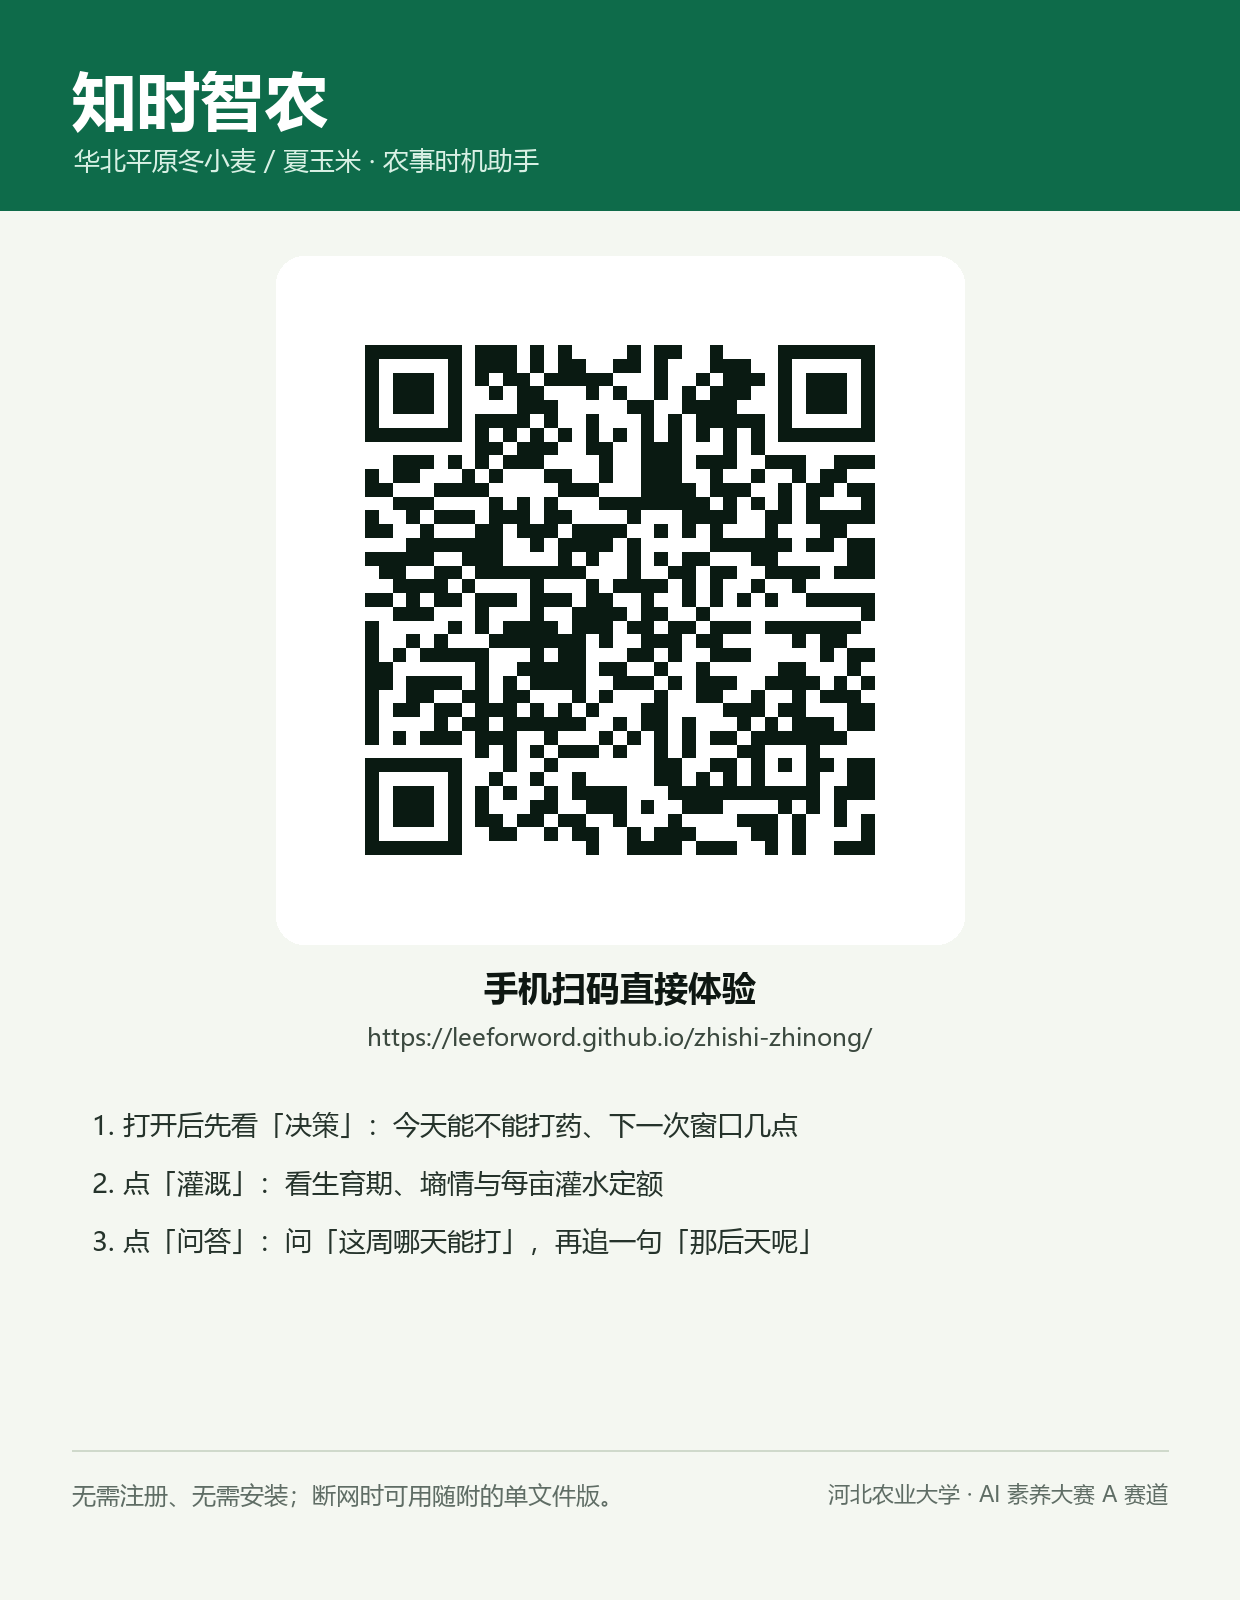 知时智农
华北平原冬小麦 / 夏玉米 · 农事时机助手
手机扫码直接体验
https://leeforword.github.io/zhishi-zhinong/
1. 打开后先看「决策」：今天能不能打药、下一次窗口几点
2. 点「灌溉」：看生育期、墒情与每亩灌水定额
3. 点「问答」：问「这周哪天能打」，再追一句「那后天呢」
无需注册、无需安装；断网时可用随附的单文件版。
河北农业大学 · AI 素养大赛 A 赛道